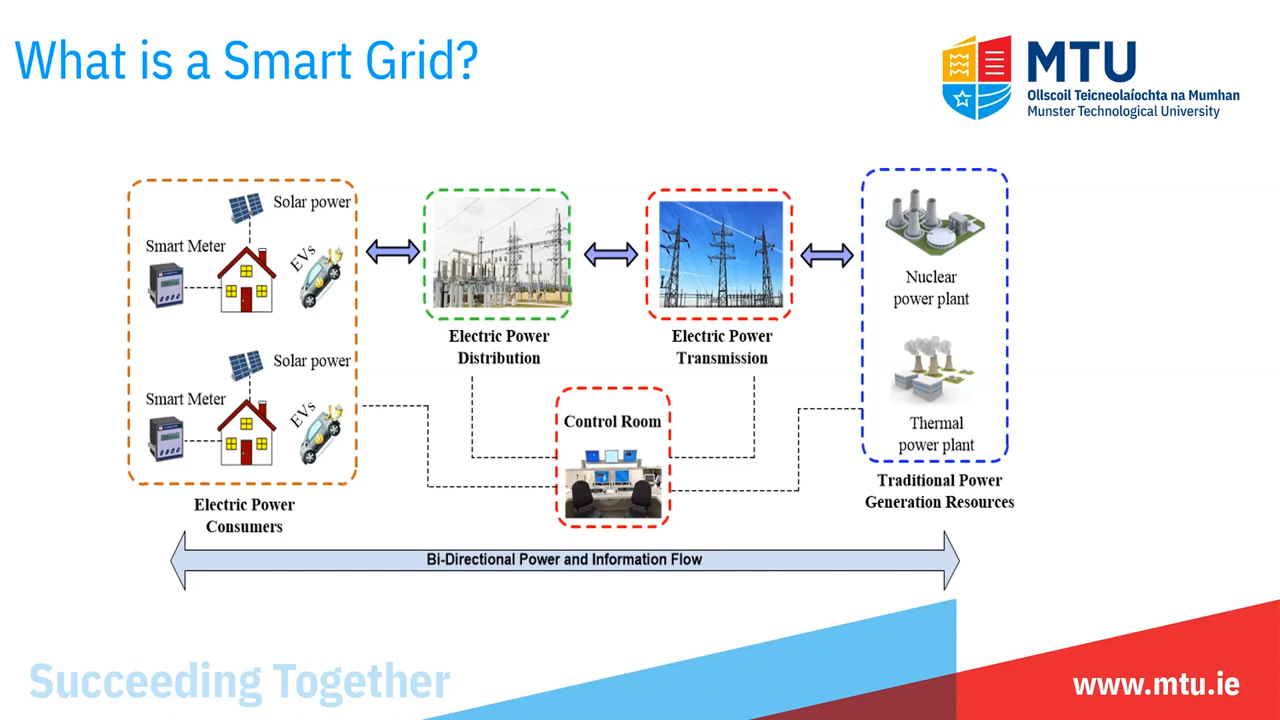 What is a Smart Grid?
MTU
Ollscoil Teicneolaíochta na Mumhan
Munster Technological University
Solar power
Smart Meter
EVs
Solar power
Smart Meter
EVs
Electric Power
Consumers
Electric Power
Distribution
Electric Power
Transmission
Control Room
Nuclear
power plant
Thermal
power plant
Traditional Power
Generation Resources
Bi-Directional Power and Information Flow
Succeeding Together
www.mtu.ie